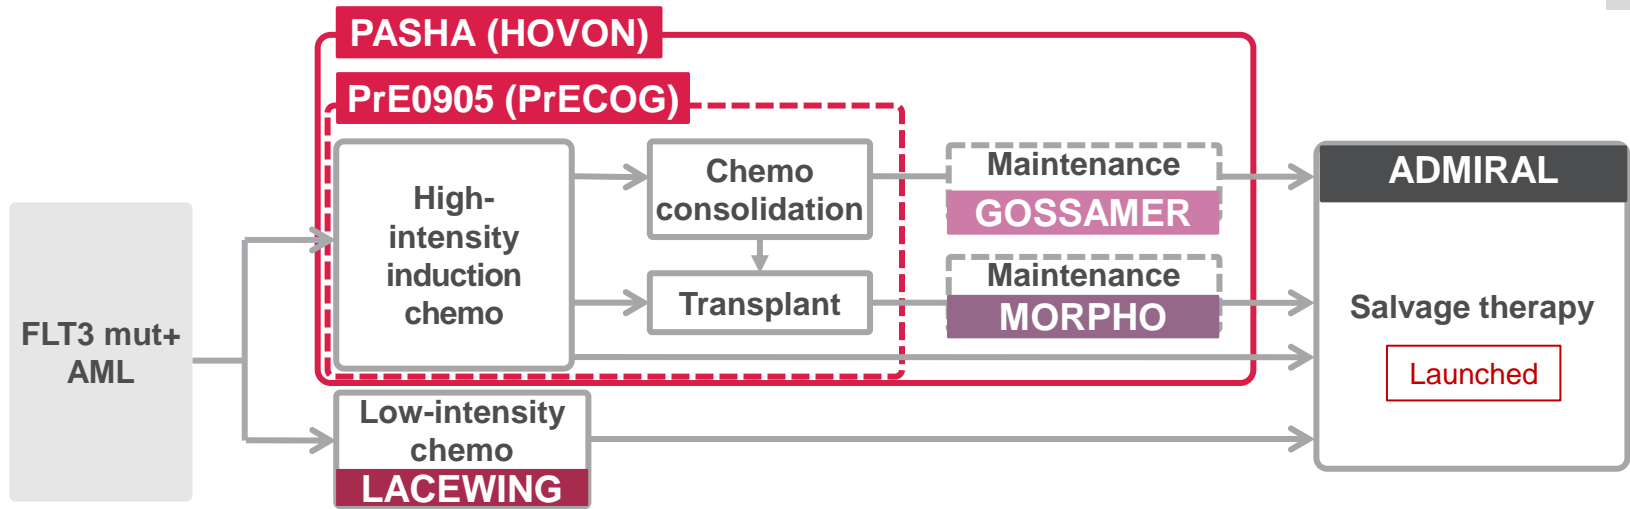 PASHA (HOVON)
PrE0905 (PrECOG)
FLT3 mut+
AML
High-
intensity
induction
chemo
Chemo
consolidation
Transplant
Maintenance
GOSSAMER
Maintenance
MORPHO
Low-intensity
chemo
LACEWING
ADMIRAL
Salvage therapy
Launched